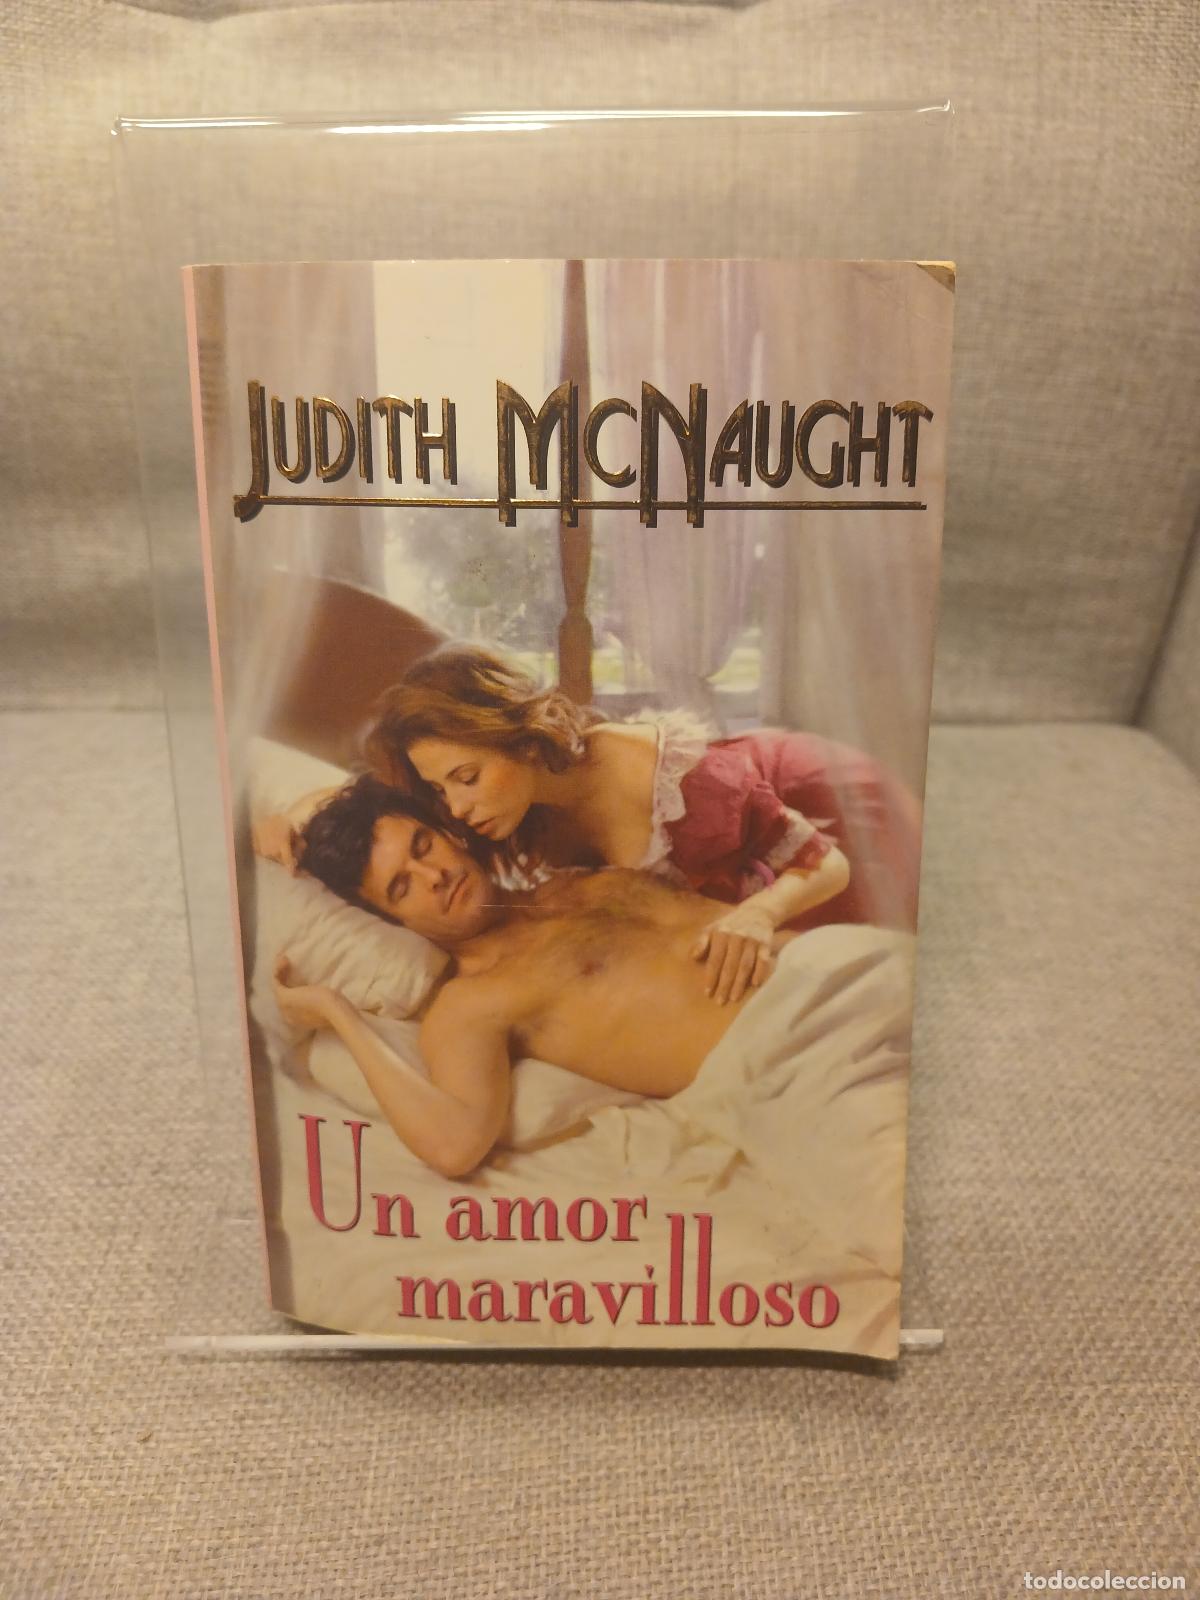 JUDITH MCNAUGHT
Un amor
maravilloso
todocoleccion